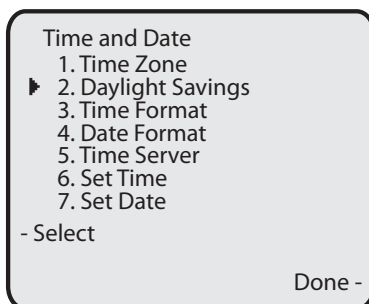 Time and Date
1. Time Zone
2. Daylight Savings
3. Time Format
4. Date Format
5. Time Server
6. Set Time
7. Set Date
- Select
Done -